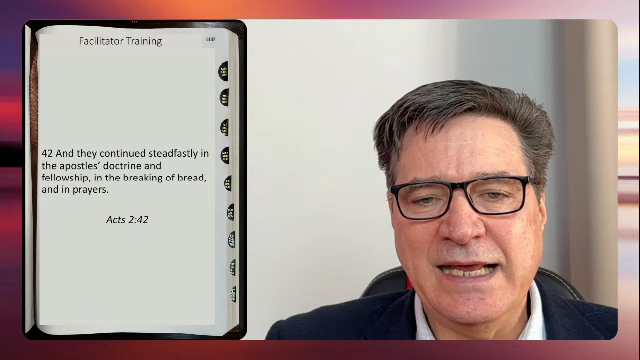 Facilitator Training
42 And they continued steadfastly in
the apostles’ doctrine and
fellowship, in the breaking of bread,
and in prayers.
Acts 2:42